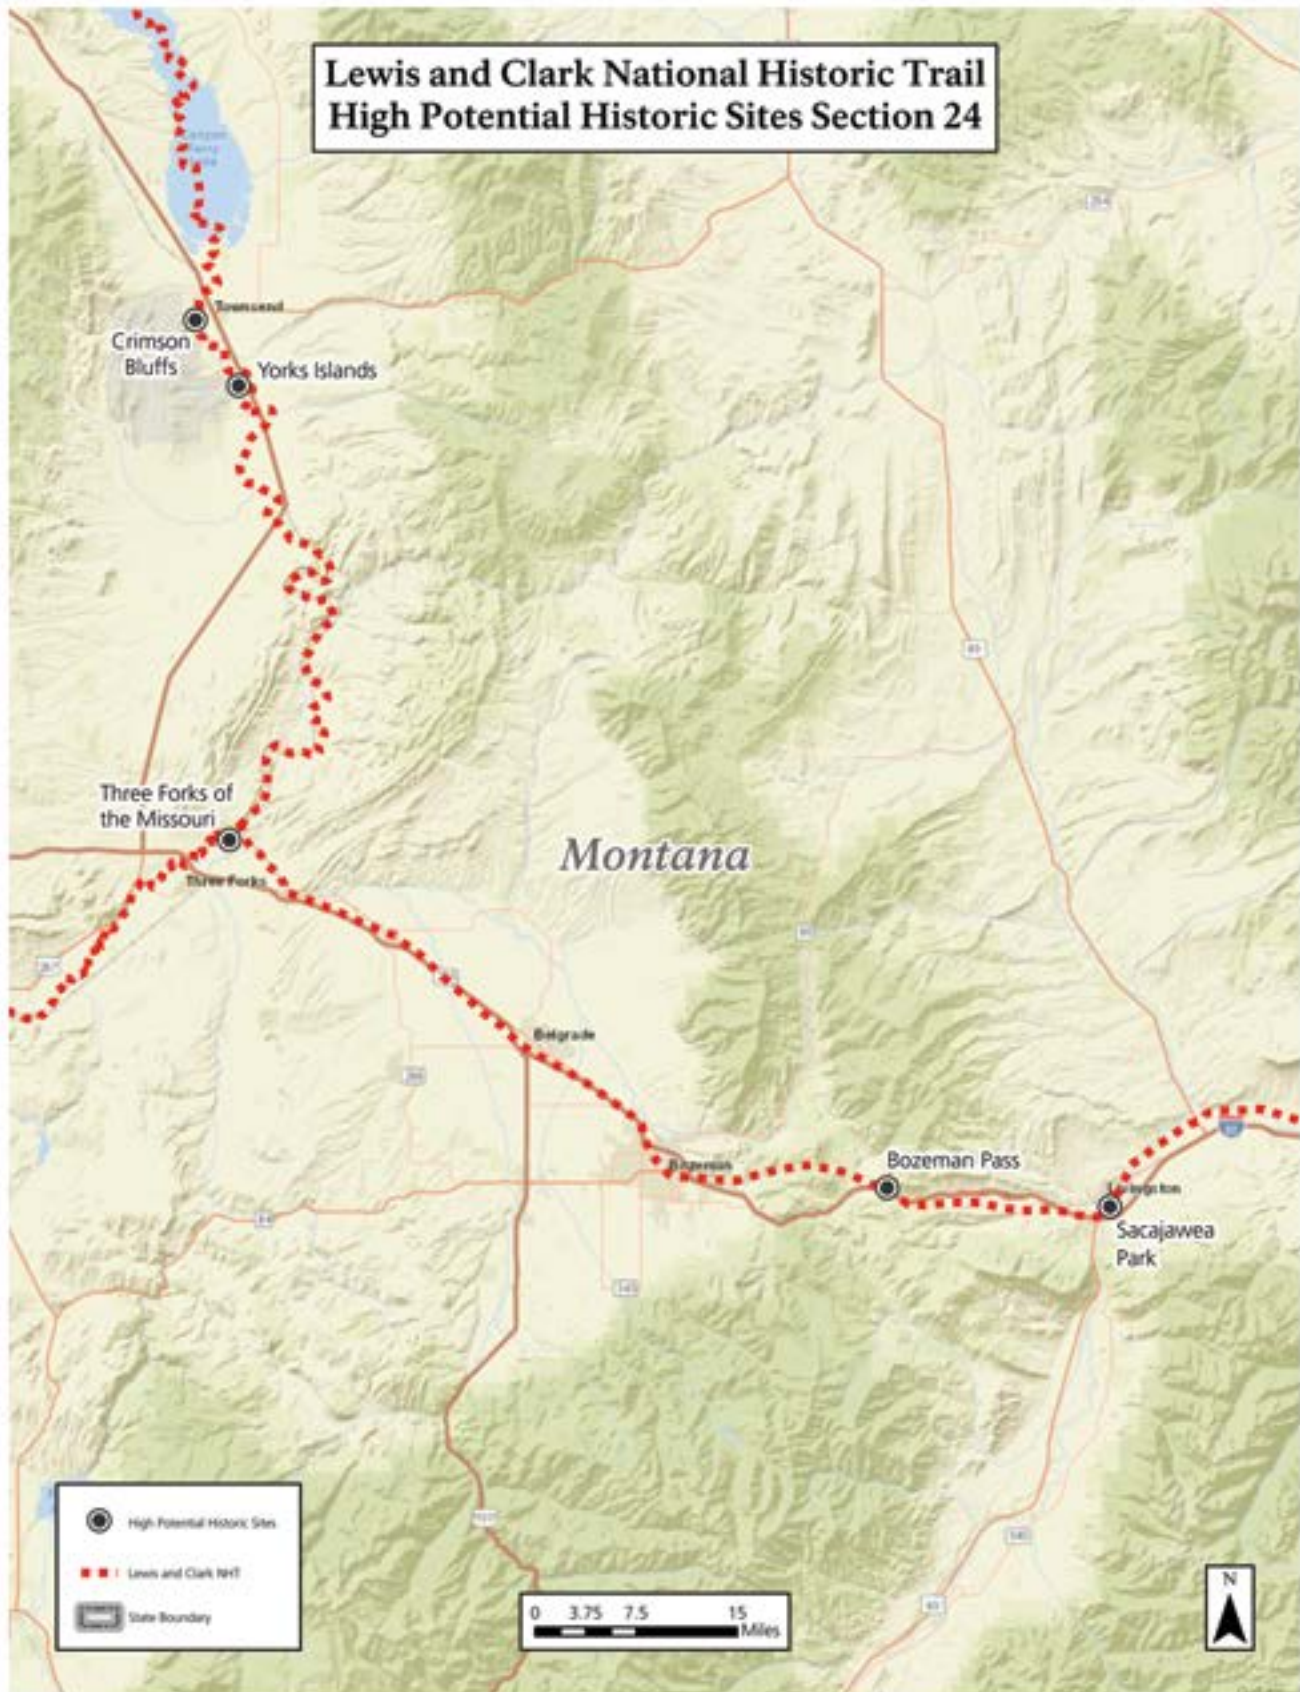 Lewis and Clark National Historic Trail
High Potential Historic Sites Section 24
Townsend
Crimson
Bluffs
Yorks Islands
Three Forks of
the Missouri
Three Forks
Montana
Belgrade
Bozeman
Bozeman Pass
Livingston
Sacajawea
Park
High Potential Historic Sites
Lewis and Clark NHT
State Boundary
0 3.75 7.5 15
Miles
N